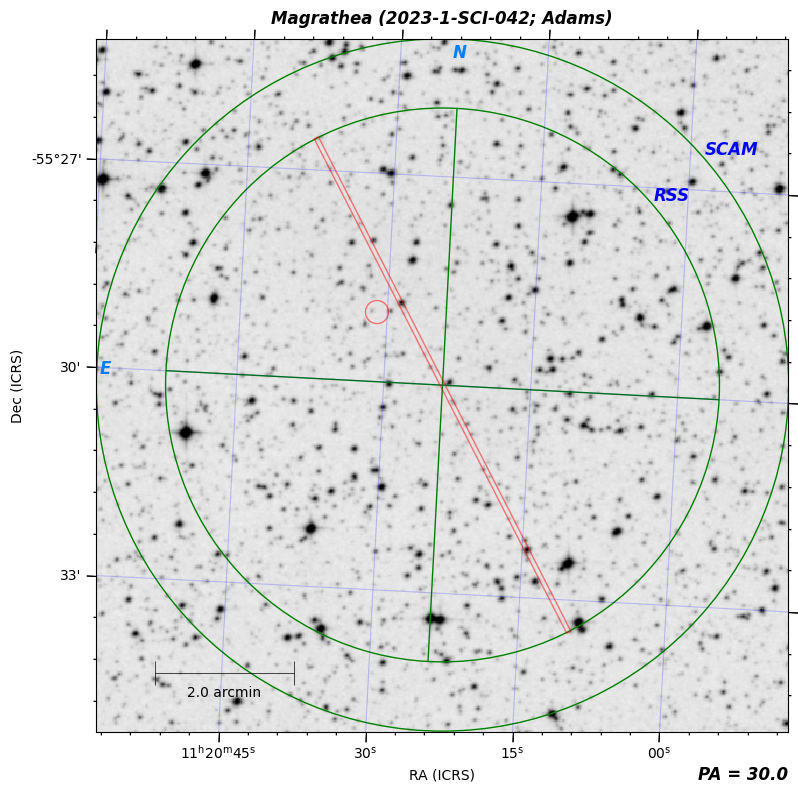 Magrathea (2023-1-SCI-042; Adams)
N
SCAM
RSS
-55°27'
30'
33'
E
Dec (ICRS)
2.0 arcmin
11ʰ20ᵐ45ˢ 30ˢ 15ˢ 00ˢ
RA (ICRS)
PA = 30.0